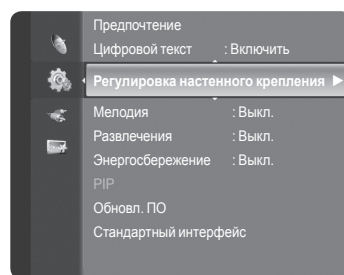 Предпочтение
Цифровой текст : Включить
Регулировка настенного крепления
Мелодия : Выкл.
Развлечения : Выкл.
Энергосбережение : Выкл.
PIP
Обновл. ПО
Стандартный интерфейс